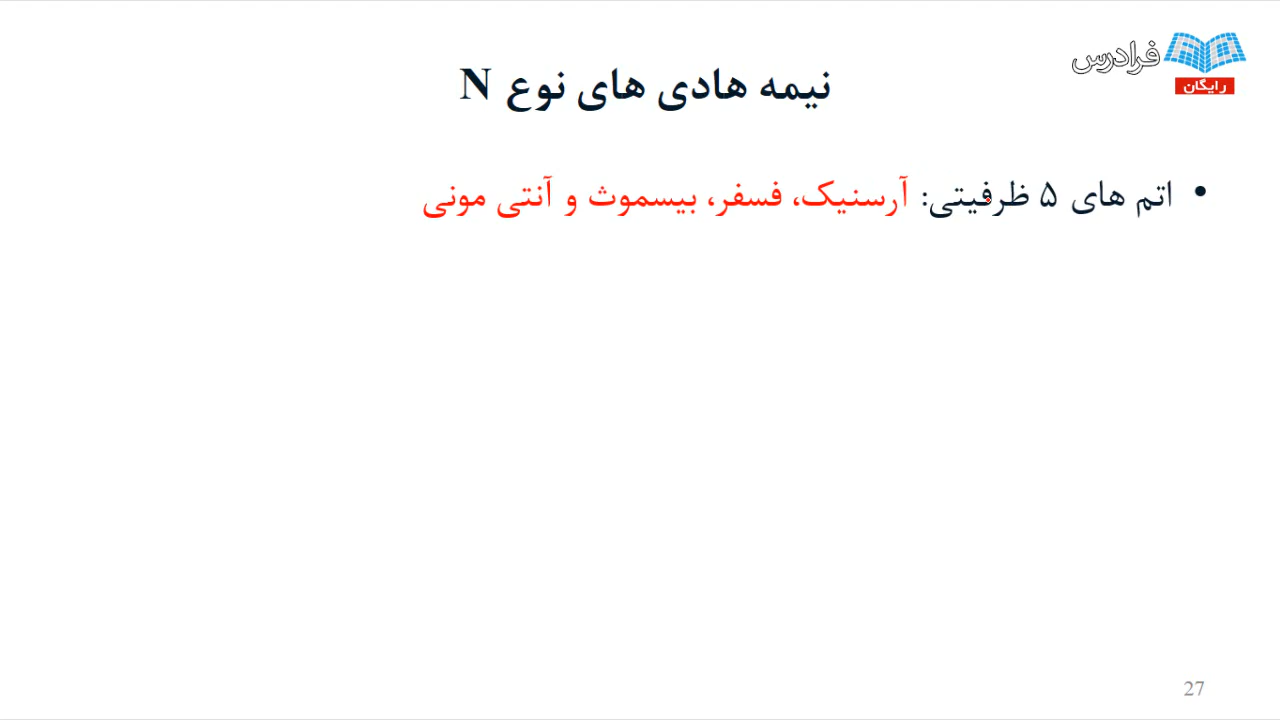 فرادرس
رایگان
نیمه هادی های نوع N
• اتم های ۵ ظرفیتی: آرسنیک، فسفر، بیسموث و آنتی مونی
27